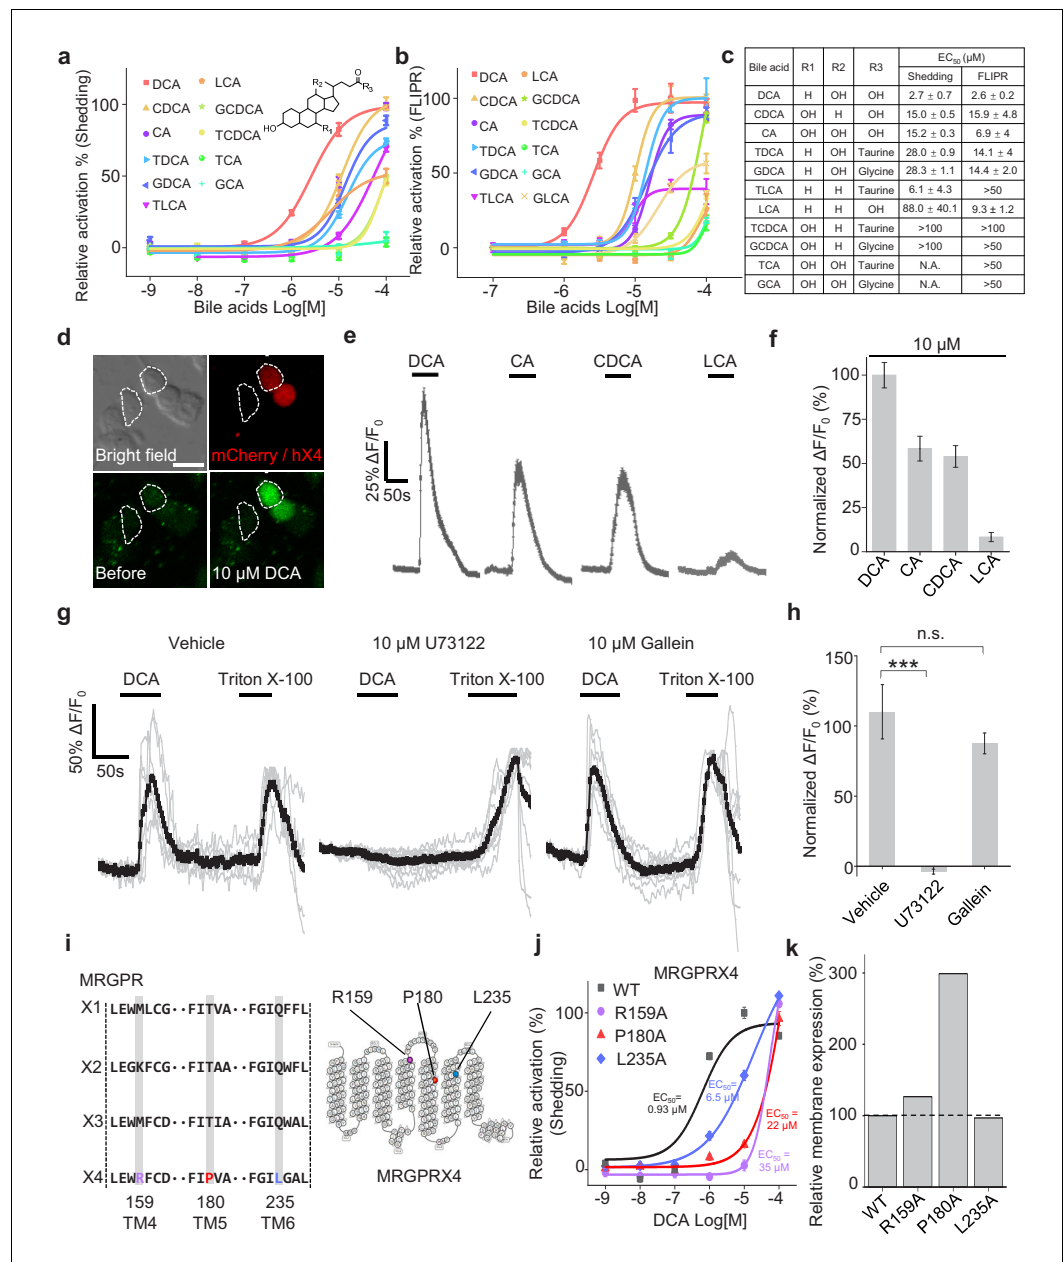 a
Relative activation % (Shedding)
100
50
0
-9 -8 -7 -6 -5 -4
Bile acids Log[M]
DCA
CDCA
CA
TDCA
GDCA
TLCA
LCA
GCDCA
TCDCA
TCA
GCA
R2
O
R3
HO
R1
b
Relative activation % (FLIPR)
100
50
0
-7 -6 -5 -4
Bile acids Log[M]
DCA
CDCA
CA
TDCA
GDCA
TLCA
LCA
GCDCA
TCDCA
TCA
GCA
GLCA
c
Bile acid R1 R2 R3 EC50 (μM)
Shedding FLIPR
DCA H OH OH 2.7 ± 0.7 2.6 ± 0.2
CDCA OH H OH 15.0 ± 0.5 15.9 ± 4.8
CA OH OH OH 15.2 ± 0.3 6.9 ± 4
TDCA H OH Taurine 28.0 ± 0.9 14.1 ± 4
GDCA H OH Glycine 28.3 ± 1.1 14.4 ± 2.0
TLCA H H Taurine 6.1 ± 4.3 >50
LCA H H OH 88.0 ± 40.1 9.3 ± 1.2
TCDCA OH H Taurine >100 >100
GCDCA OH H Glycine >100 >50
TCA OH OH Taurine N.A. >50
GCA OH OH Glycine N.A. >50
d
Bright field
mCherry / hX4
Before
10 μM DCA
e
DCA CA CDCA LCA
25% ΔF/F0
50s
f
10 μM
Normalized ΔF/F0 (%)
100
75
50
25
0
DCA CA CDCA LCA
g
Vehicle 10 μM U73122 10 μM Gallein
DCA Triton X-100 DCA Triton X-100 DCA Triton X-100
50% ΔF/F0
50s
h
n.s.
***
Normalized ΔF/F0 (%)
150
100
50
0
Vehicle U73122 Gallein
i
MRGPR
X1 LEWMLCG··FITVA··FGIQFFL
X2 LEGKFCG··FITAA··FGIQWFL
X3 LEWMFCD··FITIA··FGIQWAL
X4 LEWRFCD··FIPVA··FGILGAL
159 180 235
TM4 TM5 TM6
R159 P180 L235
MRGPRX4
j
MRGPRX4
Relative activation (%)
(Shedding)
100
50
0
-9 -8 -7 -6 -5 -4
DCA Log[M]
WT
R159A
P180A
L235A
EC50=
0.93 μM
EC50=
6.5 μM
EC50 =
22 μM
EC50 =
35 μM
k
Relative membrane expression (%)
300
200
100
0
WT R159A P180A L235A